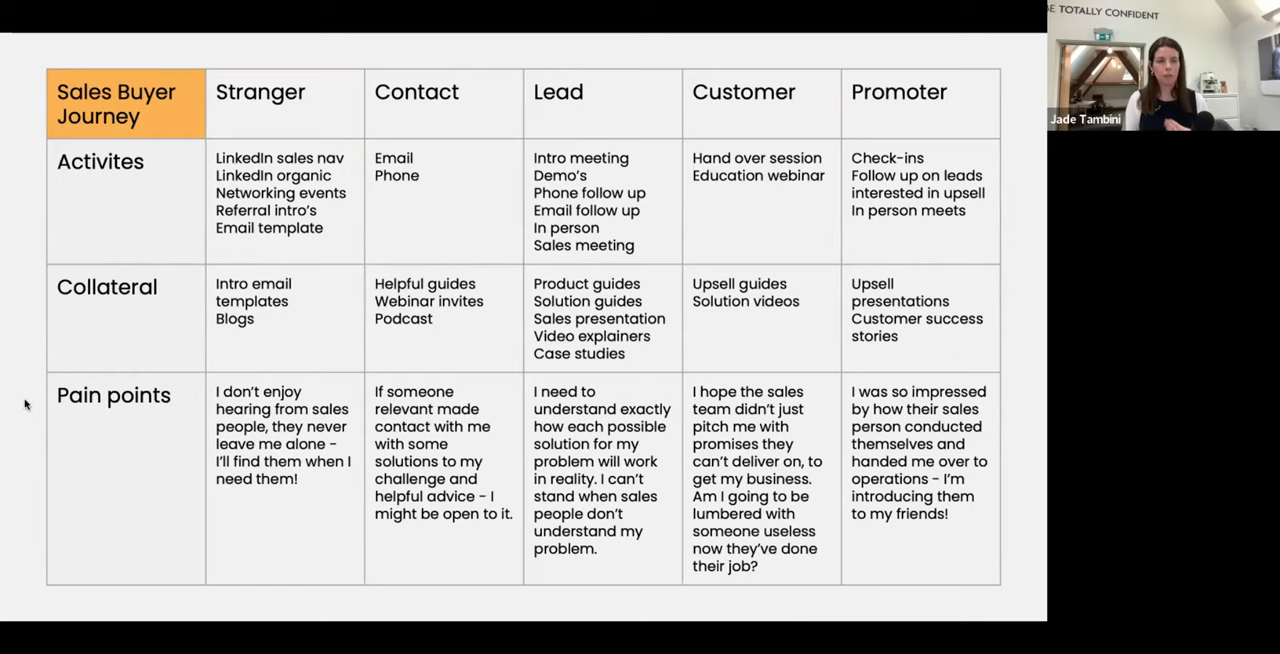 Sales Buyer
Journey
Stranger
Contact
Lead
Customer
Promoter
Activites
LinkedIn sales nav
LinkedIn organic
Networking events
Referral intro's
Email template
Email
Phone
Intro meeting
Demo's
Phone follow up
Email follow up
In person
Sales meeting
Hand over session
Education webinar
Check-ins
Follow up on leads
interested in upsell
In person meets
Collateral
Intro email
templates
Blogs
Helpful guides
Webinar invites
Podcast
Product guides
Solution guides
Sales presentation
Video explainers
Case studies
Upsell guides
Solution videos
Upsell
presentations
Customer success
stories
Pain points
I don't enjoy
hearing from sales
people, they never
leave me alone -
I'll find them when I
need them!
If someone
relevant made
contact with me
with some
solutions to my
challenge and
helpful advice - I
might be open to it.
I need to
understand exactly
how each possible
solution for my
problem will work
in reality. I can't
stand when sales
people don't
understand my
problem.
I hope the sales
team didn't just
pitch me with
promises they
can't deliver on, to
get my business.
Am I going to be
lumbered with
someone useless
now they've done
their job?
I was so impressed
by how their sales
person conducted
themselves and
handed me over to
operations - I'm
introducing them
to my friends!
BE TOTALLY CONFIDENT
Jade Tambini